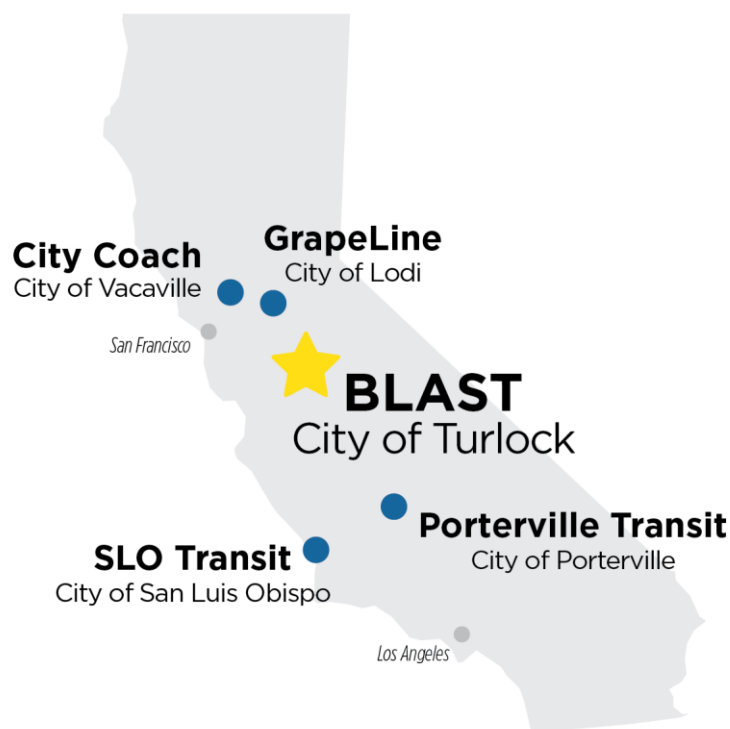 GrapeLine
City of Lodi
City Coach
City of Vacaville
San Francisco
BLAST
City of Turlock
Porterville Transit
City of Porterville
SLO Transit
City of San Luis Obispo
Los Angeles